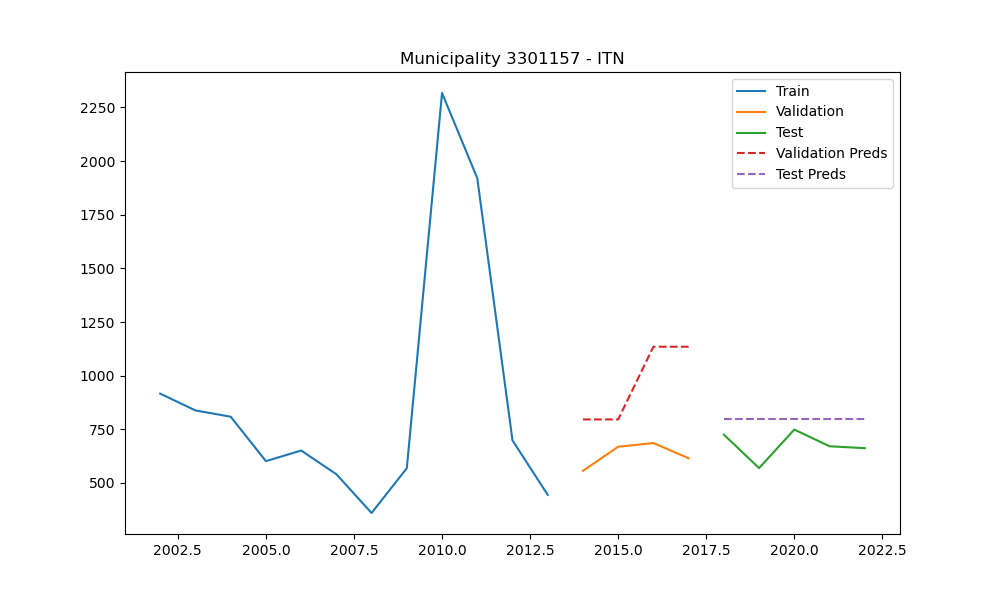 Municipality 3301157 - ITN
Train
Validation
Test
Validation Preds
Test Preds
2250
2000
1750
1500
1250
1000
750
500
2002.5 2005.0 2007.5 2010.0 2012.5 2015.0 2017.5 2020.0 2022.5